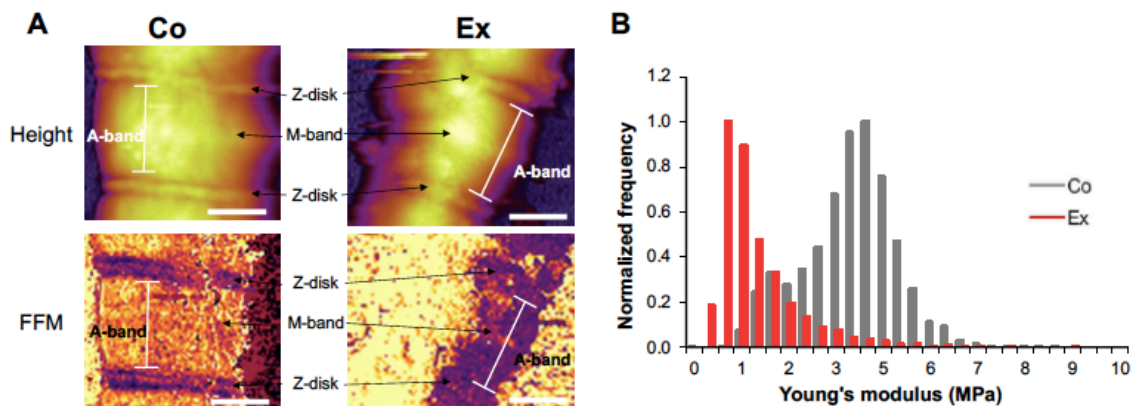 A
Co
Ex
Height
A-band
Z-disk
M-band
Z-disk
A-band
FFM
A-band
Z-disk
M-band
Z-disk
A-band
B
Normalized frequency
1.2
1.0
0.8
0.6
0.4
0.2
0.0
0 1 2 3 4 5 6 7 8 9 10
Young's modulus (MPa)
Co
Ex